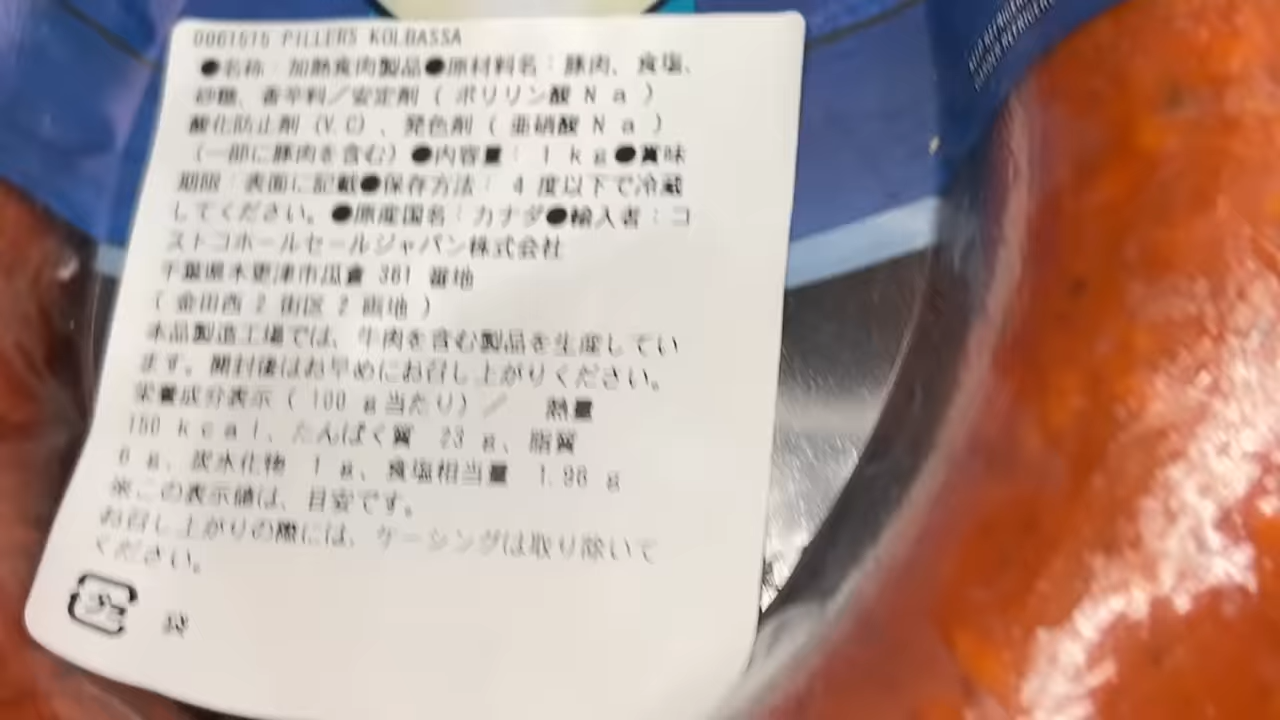 0061615 PILLERS KOLBASSA
●名称：加熱食肉製品●原材料名：豚肉、食塩、
砂糖、香辛料／安定剤（ポリリン酸Ｎａ）
酸化防止剤（V.C）、発色剤（亜硝酸Ｎａ）
（一部に豚肉を含む）●内容量：１ｋｇ●賞味
期限：表面に記載●保存方法：４度以下で冷蔵
してください。●原産国名：カナダ●輸入者：コ
ストコホールセールジャパン株式会社
千葉県木更津市瓜倉 361 番地
（金田西２街区２画地）
本品製造工場では、牛肉を含む製品を生産してい
ます。開封後はお早めにお召し上がりください。
栄養成分表示（100 g当たり）／ 熱量
150 kcal、たんぱく質 23 g、脂質
6 g、炭水化物 1 g、食塩相当量 1.96 g
※この表示値は、目安です。
お召し上がりの際には、ケーシングは取り除いて
ください。
プラ 袋